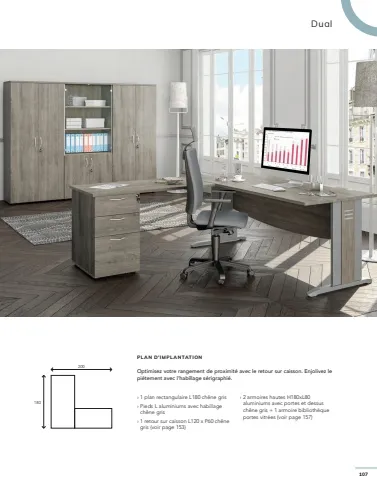 Dual
PLAN D'IMPLANTATION
Optimisez votre rangement de proximité avec le retour sur caisson. Enjolivez le
piètement avec l'habillage sérigraphié.
› 1 plan rectangulaire L180 chêne gris
› Pieds L aluminiums avec habillage
chêne gris
› 1 retour sur caisson L120 x P60 chêne
gris (voir page 153)
› 2 armoires hautes H180xL80
aluminiums avec portes et dessus
chêne gris + 1 armoire bibliothèque
portes vitrées (voir page 157)
200
180
107